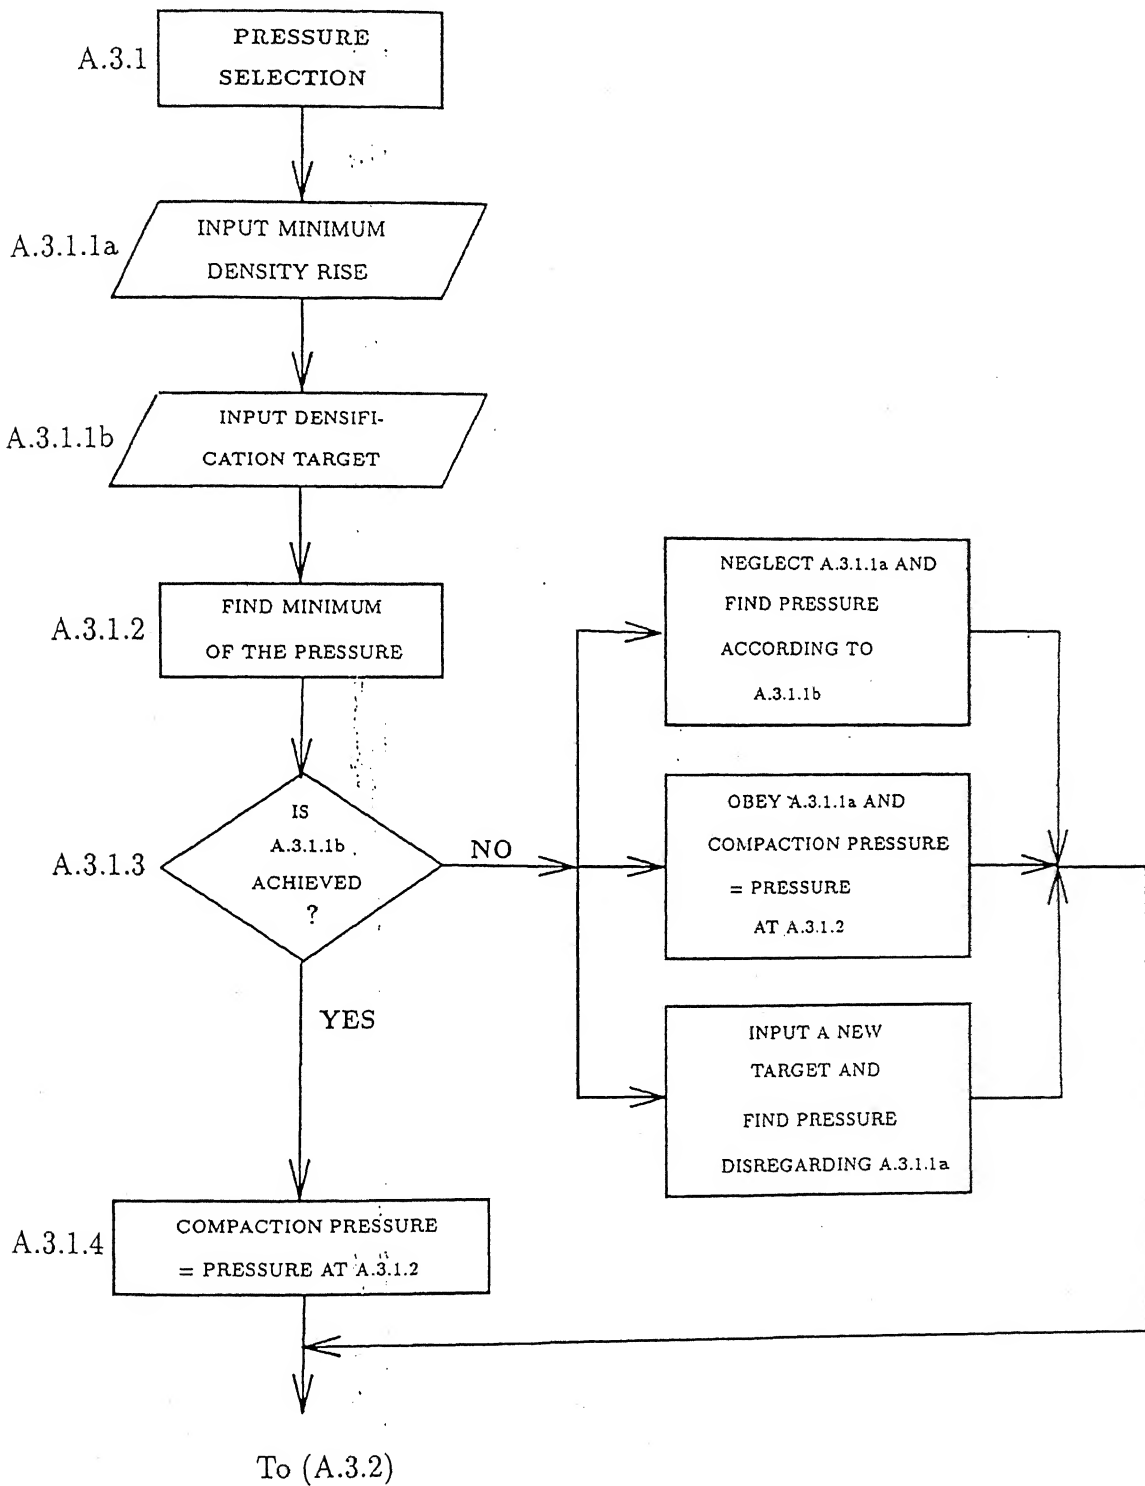 A.3.1
PRESSURE
SELECTION
A.3.1.1a
INPUT MINIMUM
DENSITY RISE
A.3.1.1b
INPUT DENSIFI-
CATION TARGET
A.3.1.2
FIND MINIMUM
OF THE PRESSURE
A.3.1.3
IS
A.3.1.1b
ACHIEVED
?
NO
YES
NEGLECT A.3.1.1a AND
FIND PRESSURE
ACCORDING TO
A.3.1.1b
OBEY A.3.1.1a AND
COMPACTION PRESSURE
= PRESSURE
AT A.3.1.2
INPUT A NEW
TARGET AND
FIND PRESSURE
DISREGARDING A.3.1.1a
A.3.1.4
COMPACTION PRESSURE
= PRESSURE AT A.3.1.2
To (A.3.2)